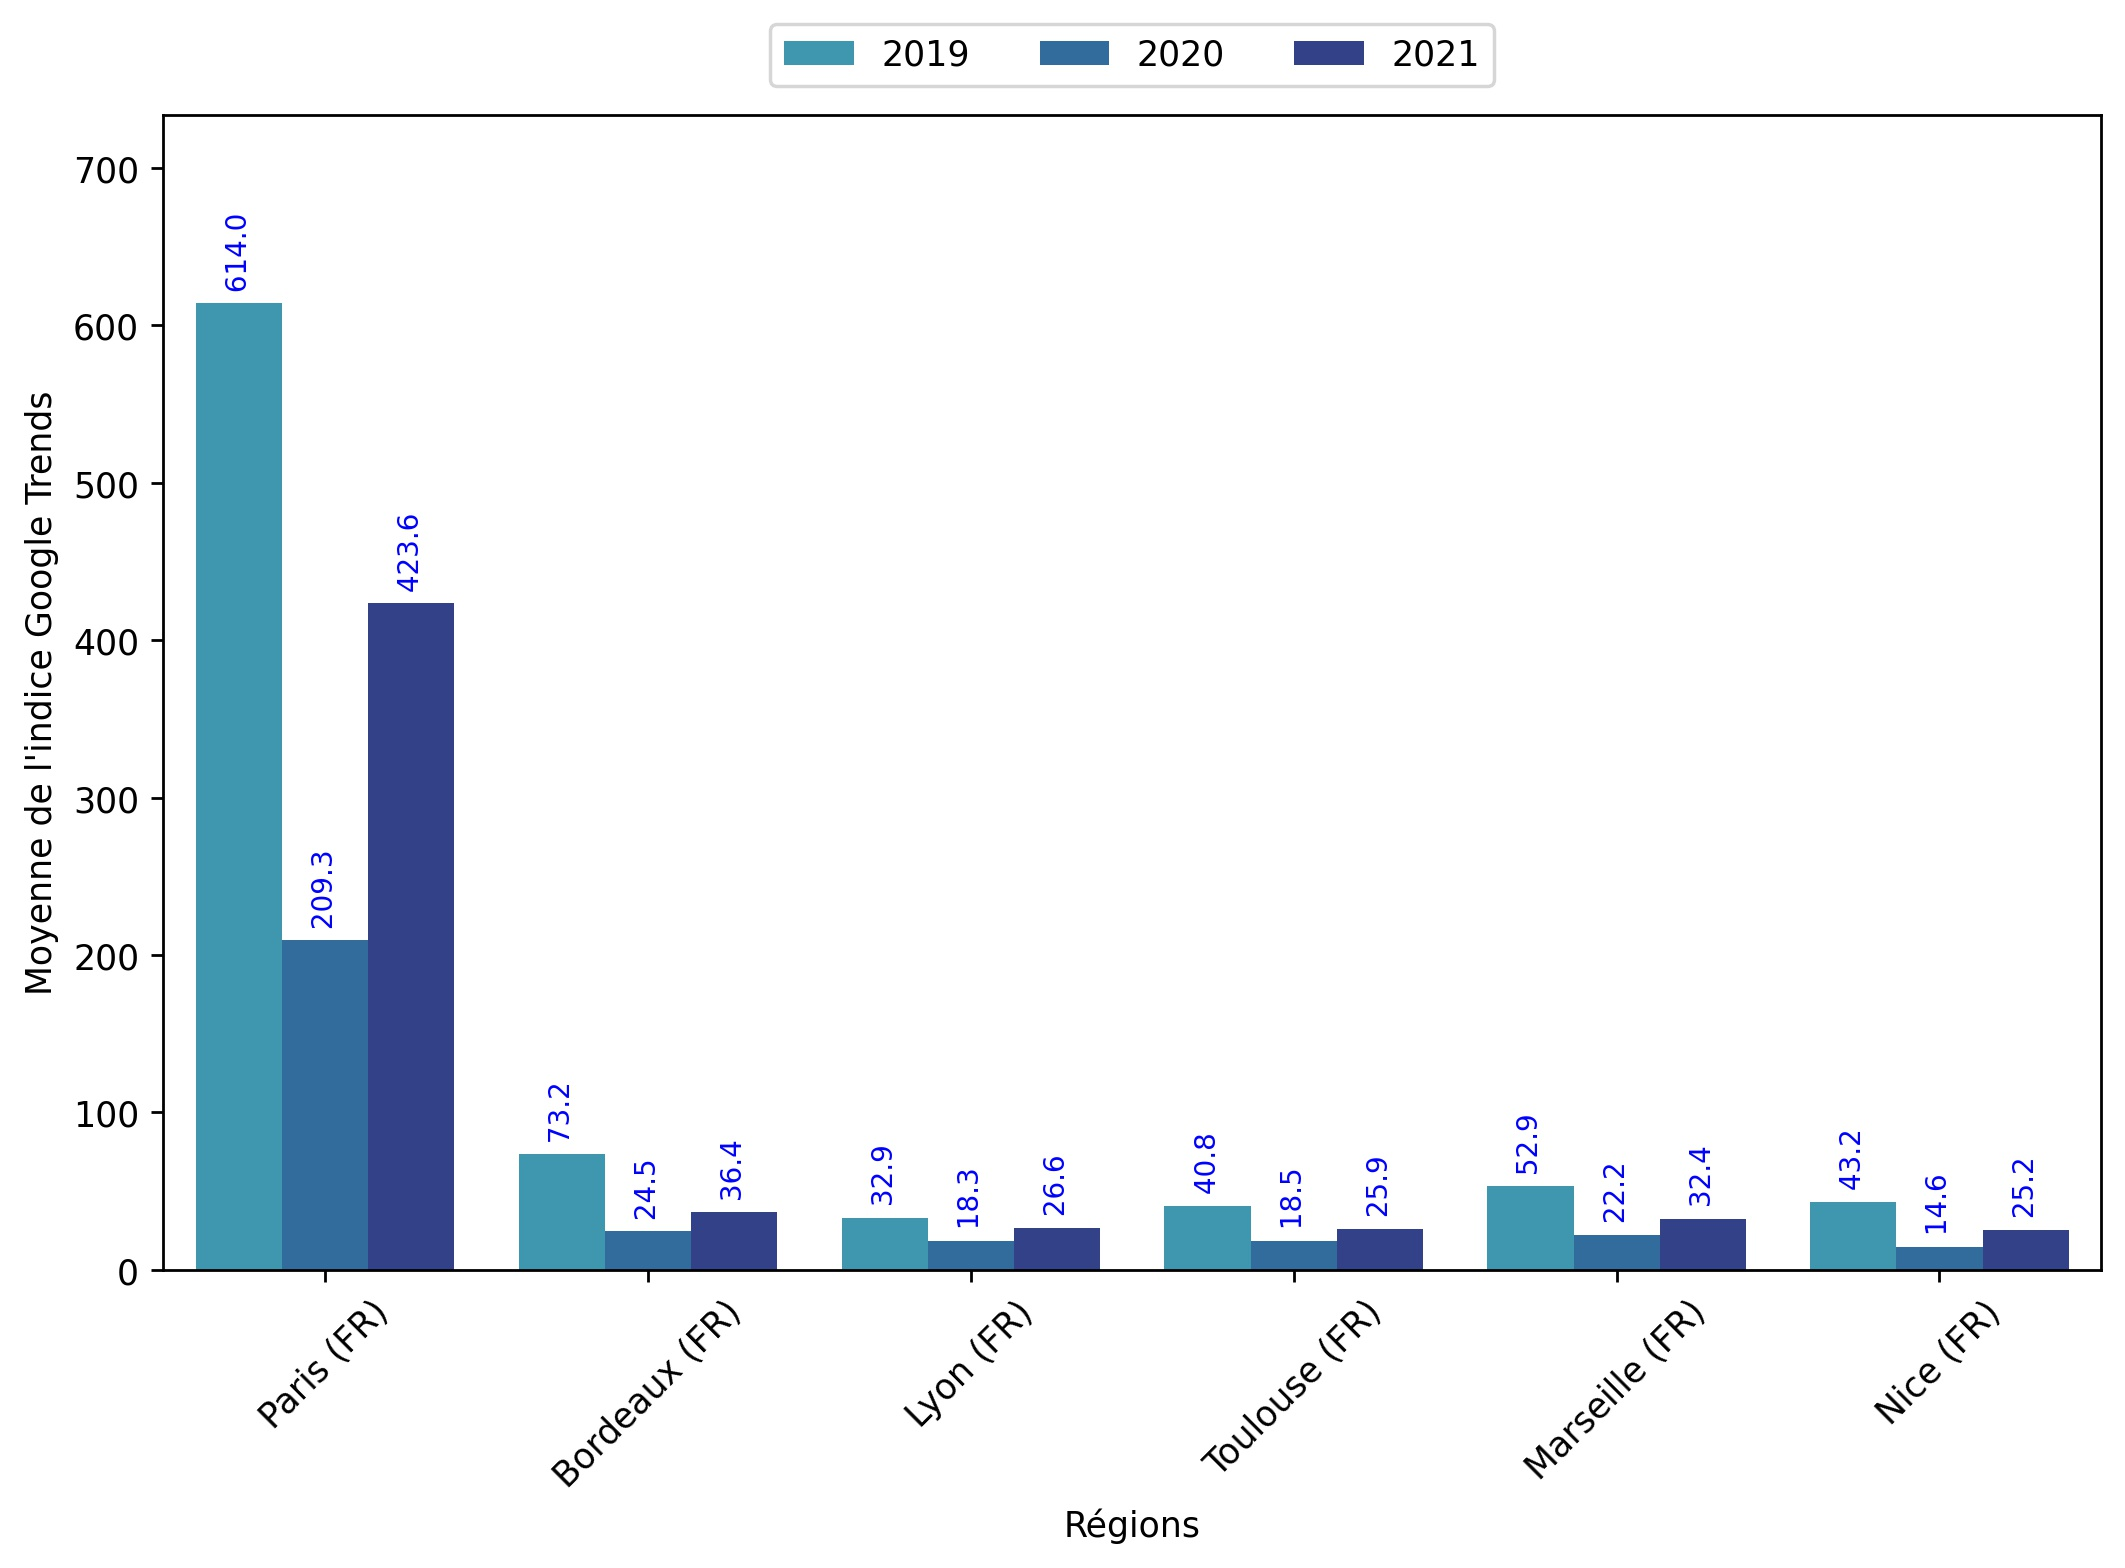 2019 2020 2021
Moyenne de l'indice Google Trends
700
600
500
400
300
200
100
0
614.0
209.3
423.6
73.2
24.5
36.4
32.9
18.3
26.6
40.8
18.5
25.9
52.9
22.2
32.4
43.2
14.6
25.2
Paris (FR)
Bordeaux (FR)
Lyon (FR)
Toulouse (FR)
Marseille (FR)
Nice (FR)
Régions